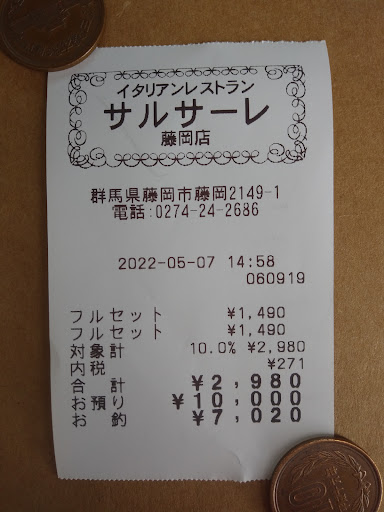 イタリアンレストラン
サルサーレ
藤岡店
群馬県藤岡市藤岡2149-1
電話:0274-24-2686
2022-05-07 14:58
060919
フルセット ¥1,490
フルセット ¥1,490
対象計 10.0% ¥2,980
内税 ¥271
合計 ¥2,980
お預り ¥10,000
お釣 ¥7,020